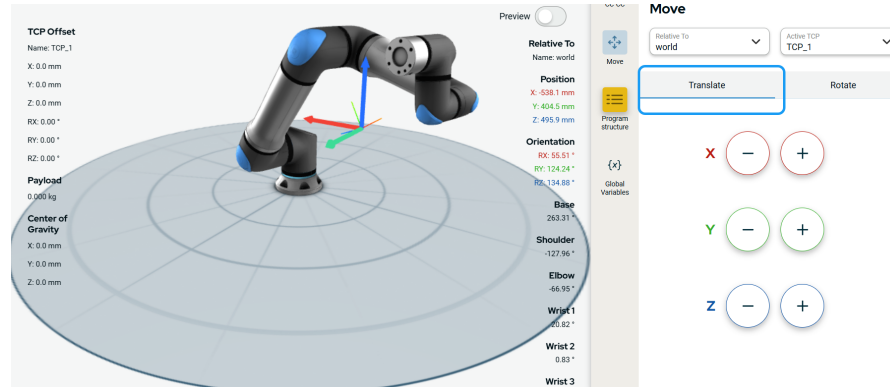 TCP Offset
Name: TCP_1
X: 0.0 mm
Y: 0.0 mm
Z: 0.0 mm
RX: 0.00 °
RY: 0.00 °
RZ: 0.00 °
Payload
0.000 kg
Center of
Gravity
X: 0.0 mm
Y: 0.0 mm
Z: 0.0 mm
Preview
Relative To
Name: world
Position
X: -538.1 mm
Y: 404.5 mm
Z: 495.9 mm
Orientation
RX: 55.51 °
RY: 124.24 °
RZ: 134.88 °
Base
263.31 °
Shoulder
-127.96 °
Elbow
-66.95 °
Wrist 1
20.82 °
Wrist 2
0.83 °
Wrist 3
Move
Program
structure
{x}
Global
Variables
Move
Relative To
world
Active TCP
TCP_1
Translate
Rotate
X − +
Y − +
Z − +